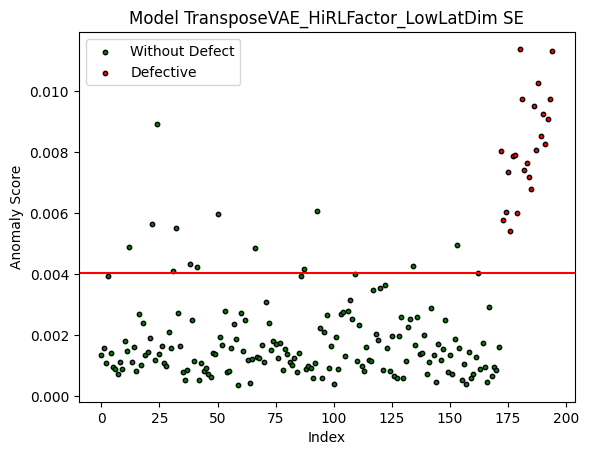 Model TransposeVAE_HiRLFactor_LowLatDim SE
Without Defect
Defective
Anomaly Score
0.010
0.008
0.006
0.004
0.002
0.000
0 25 50 75 100 125 150 175 200
Index